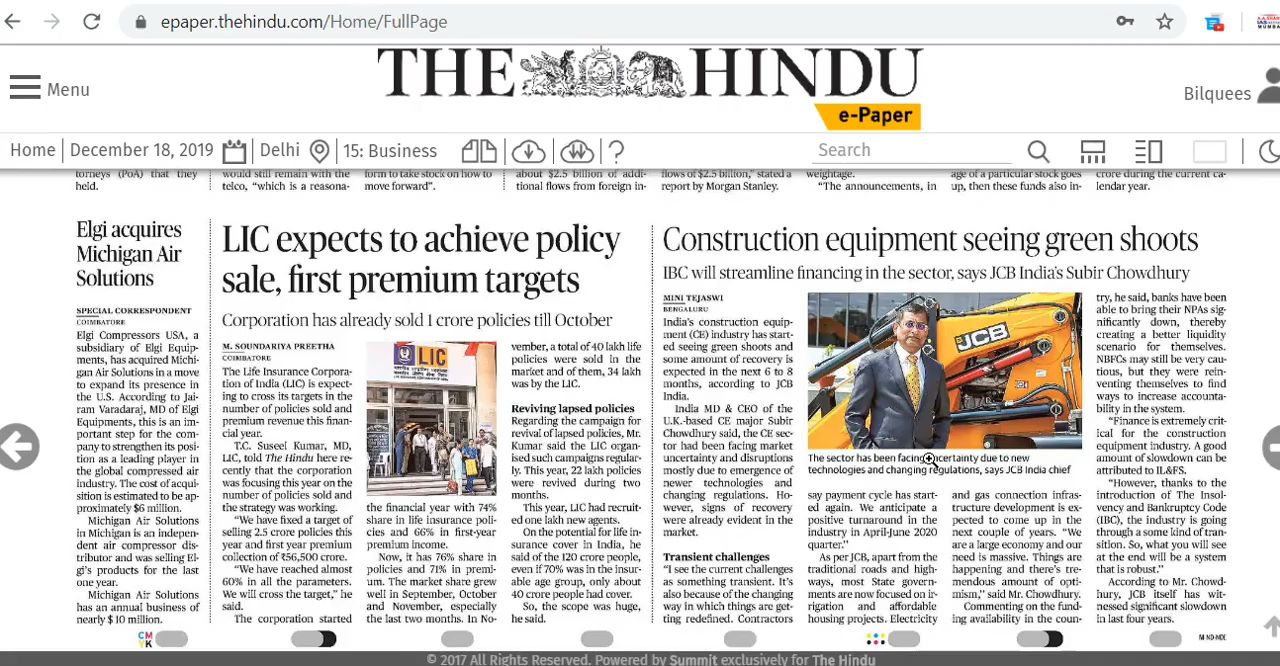 epaper.thehindu.com/Home/FullPage
THE HINDU
e-Paper
Menu
Bilquees
Home
December 18, 2019
Delhi
15: Business
Search
torneys (PoA) that they
held.
would still remain with the
telco, “which is a reasona-
form to take stock on how to
move forward”.
about $2.5 billion of addi-
tional flows from foreign in-
flows of $2.5 billion,” stated a
report by Morgan Stanley.
weightage.
“The announcements, in
age of a particular stock goes
up, then these funds also in-
crore during the current ca-
lendar year.
Elgi acquires
Michigan Air
Solutions
SPECIAL CORRESPONDENT
COIMBATORE
Elgi Compressors USA, a
subsidiary of Elgi Equip-
ments, has acquired Michi-
gan Air Solutions in a move
to expand its presence in
the U.S. According to Jai-
ram Varadaraj, MD of Elgi
Equipments, this is an im-
portant step for the com-
pany to strengthen its posi-
tion as a leading player in
the global compressed air
industry. The cost of acqui-
sition is estimated to be ap-
proximately $6 million.
Michigan Air Solutions
in Michigan is an indepen-
dent air compressor dis-
tributor and was selling El-
gi’s products for the last
one year.
Michigan Air Solutions
has an annual business of
nearly $ 10 million.
LIC expects to achieve policy
sale, first premium targets
Corporation has already sold 1 crore policies till October
M. SOUNDARIYA PREETHA
COIMBATORE
The Life Insurance Corpora-
tion of India (LIC) is expect-
ing to cross its targets in the
number of policies sold and
premium revenue this finan-
cial year.
T.C. Suseel Kumar, MD,
LIC, told The Hindu here re-
cently that the corporation
was focusing this year on the
number of policies sold and
the strategy was working.
“We have fixed a target of
selling 2.5 crore policies this
year and first year premium
collection of ₹56,500 crore.
“We have reached almost
60% in all the parameters.
We will cross the target,” he
said.
The corporation started
LIC
the financial year with 74%
share in life insurance poli-
cies and 66% in first-year
premium income.
Now, it has 76% share in
policies and 71% in premi-
um. The market share grew
well in September, October
and November, especially
the last two months. In No-
vember, a total of 40 lakh life
policies were sold in the
market and of them, 34 lakh
was by the LIC.
Reviving lapsed policies
Regarding the campaign for
revival of lapsed policies, Mr.
Kumar said the LIC organ-
ised such campaigns regular-
ly. This year, 22 lakh policies
were revived during two
months.
This year, LIC had recruit-
ed one lakh new agents.
On the potential for life in-
surance cover in India, he
said of the 120 crore people,
even if 70% was in the insur-
able age group, only about
40 crore people had cover.
So, the scope was huge,
he said.
Construction equipment seeing green shoots
IBC will streamline financing in the sector, says JCB India’s Subir Chowdhury
MINI TEJASWI
BENGALURU
India’s construction equip-
ment (CE) industry has start-
ed seeing green shoots and
some amount of recovery is
expected in the next 6 to 8
months, according to JCB
India.
India MD & CEO of the
U.K.-based CE major Subir
Chowdhury said, the CE sec-
tor had been facing market
uncertainty and disruptions
mostly due to emergence of
newer technologies and
changing regulations. Ho-
wever, signs of recovery
were already evident in the
market.
Transient challenges
“I see the current challenges
as something transient. It’s
also because of the changing
way in which things are get-
ting redefined. Contractors
JCB
The sector has been facing uncertainty due to new
technologies and changing regulations, says JCB India chief
say payment cycle has start-
ed again. We anticipate a
positive turnaround in the
industry in April-June 2020
quarter.”
As per JCB, apart from the
traditional roads and high-
ways, most State govern-
ments are now focused on ir-
rigation and affordable
housing projects. Electricity
and gas connection infras-
tructure development is ex-
pected to come up in the
next couple of years. “We
are a large economy and our
need is massive. Things are
happening and there’s tre-
mendous amount of opti-
mism,” said Mr. Chowdhury.
Commenting on the fund-
ing availability in the coun-
try, he said, banks have been
able to bring their NPAs sig-
nificantly down, thereby
creating a better liquidity
scenario for themselves.
NBFCs may still be very cau-
tious, but they were rein-
venting themselves to find
ways to increase accounta-
bility in the system.
“Finance is extremely crit-
ical for the construction
equipment industry. A good
amount of slowdown can be
attributed to IL&FS.
“However, thanks to the
introduction of The Insol-
vency and Bankruptcy Code
(IBC), the industry is going
through a some kind of tran-
sition. So, what you will see
at the end will be a system
that is robust.”
According to Mr. Chowd-
hury, JCB itself has wit-
nessed significant slowdown
in last four years.
CM
YK
M ND-NDE
© 2017 All Rights Reserved. Powered by Summit exclusively for The Hindu